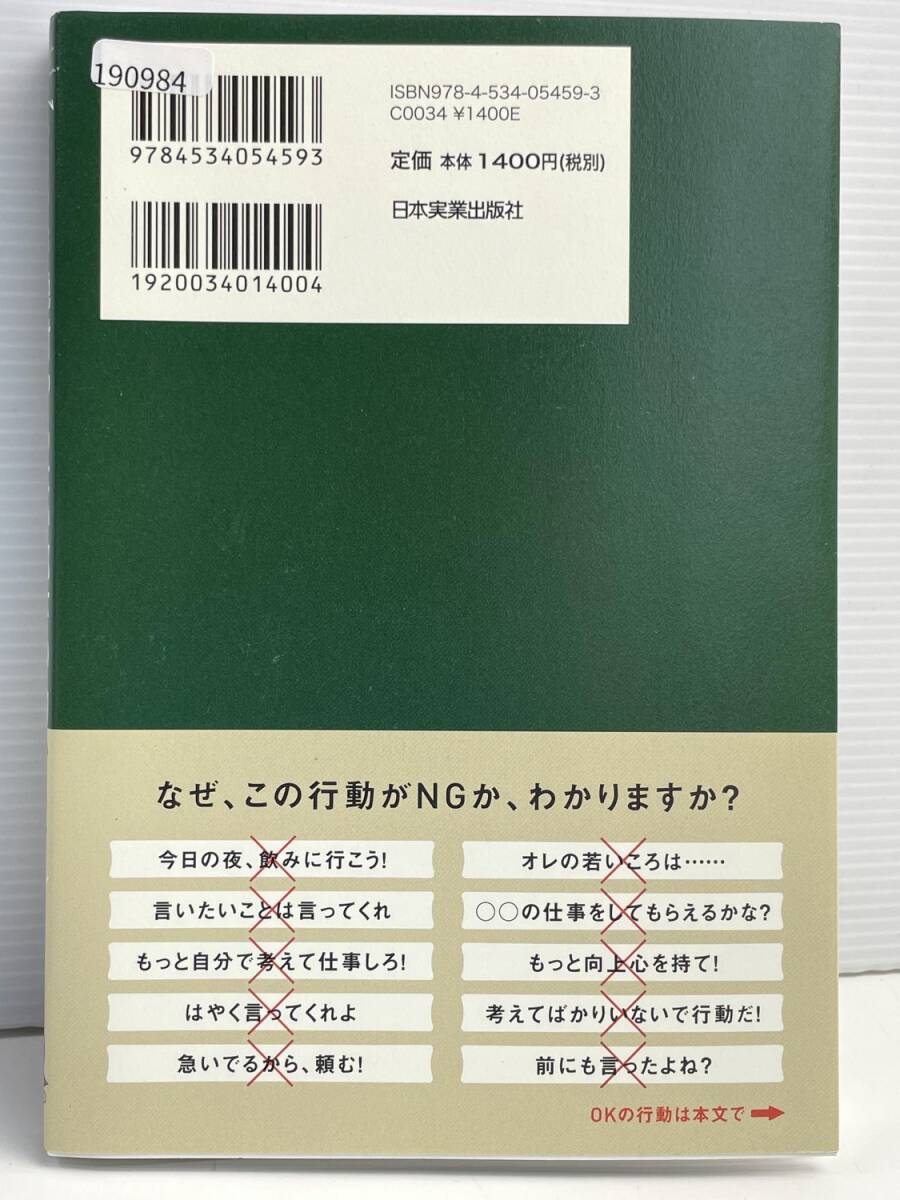 190984
ISBN978-4-534-05459-3
C0034 ¥1400E
9784534054593
定価 本体1400円(税別)
日本実業出版社
1920034014004
なぜ、この行動がNGか、わかりますか?
今日の夜、飲みに行こう!
オレの若いころは……
言いたいことは言ってくれ
○○の仕事をしてもらえるかな?
もっと自分で考えて仕事しろ!
もっと向上心を持て!
はやく言ってくれよ
考えてばかりいないで行動だ!
急いでるから、頼む!
前にも言ったよね?
OKの行動は本文で